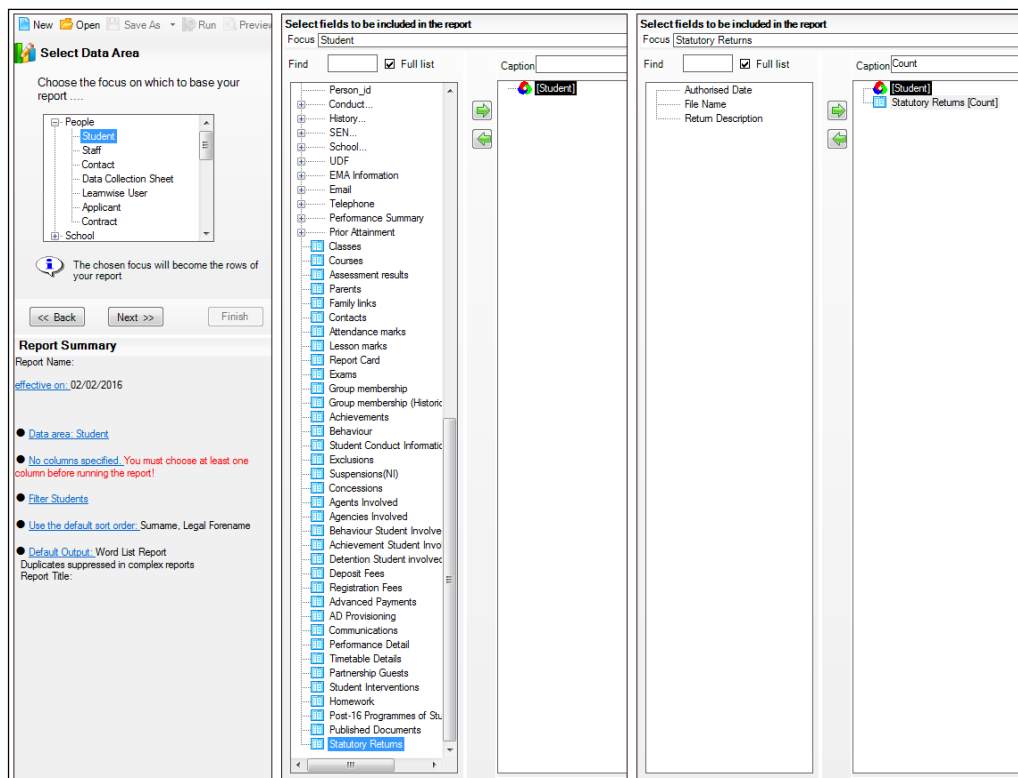 New Open Save As Run Preview
Select Data Area
Choose the focus on which to base your
report ....
People
Student
Staff
Contact
Data Collection Sheet
Learnwise User
Applicant
Contract
School
The chosen focus will become the rows of
your report
<< Back Next >> Finish
Report Summary
Report Name:
effective on: 02/02/2016
Data area: Student
No columns specified. You must choose at least one
column before running the report!
Filter Students
Use the default sort order: Surname, Legal Forename
Default Output: Word List Report
Duplicates suppressed in complex reports
Report Title:
Select fields to be included in the report
Focus Student
Find Full list Caption
Person_id
Conduct...
History...
SEN...
School...
UDF
EMA Information
Email
Telephone
Performance Summary
Prior Attainment
Classes
Courses
Assessment results
Parents
Family links
Contacts
Attendance marks
Lesson marks
Report Card
Exams
Group membership
Group membership (Historic
Achievements
Behaviour
Student Conduct Informatic
Exclusions
Suspensions(NI)
Concessions
Agents Involved
Agencies Involved
Behaviour Student Involve
Achievement Student Invo
Detention Student involved
Deposit Fees
Registration Fees
Advanced Payments
AD Provisioning
Communications
Performance Detail
Timetable Details
Partnership Guests
Student Interventions
Homework
Post-16 Programmes of Stu
Published Documents
Statutory Returns
[Student]
Select fields to be included in the report
Focus Statutory Returns
Find Full list Caption Count
Authorised Date
File Name
Return Description
[Student]
Statutory Returns [Count]